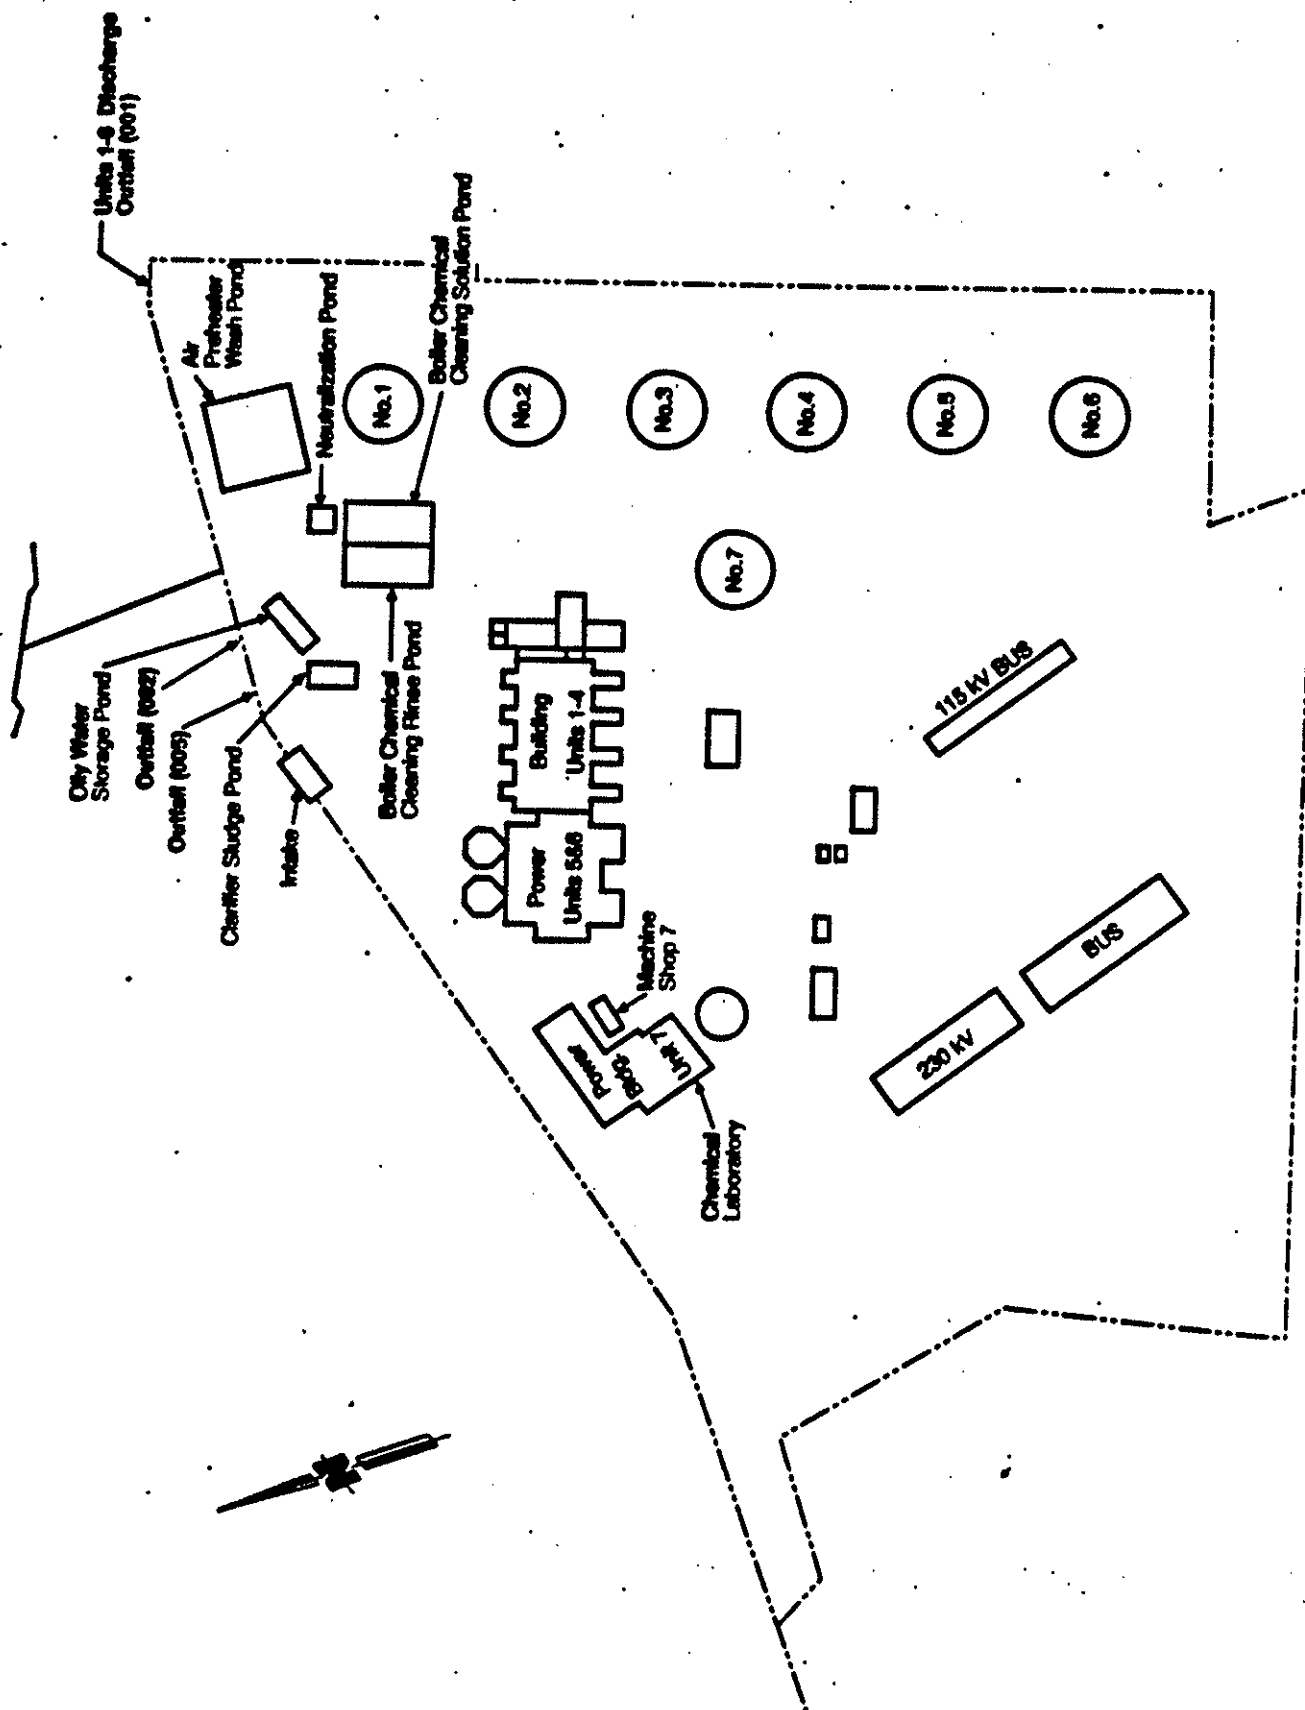 Units 1-6 Discharge
Outfall (001)
Air
Preheater
Wash Pond
Neutralization Pond
Boiler Chemical
Cleaning Solution Pond
Oily Water
Storage Pond
Outfall (002)
Outfall (005)
Clarifier Sludge Pond
Intake
Boiler Chemical
Cleaning Rinse Pond
No.1
No.2
No.3
No.4
No.5
No.6
No.7
Power Building
Units 5&6 Units 1-4
Machine
Shop 7
Power
Bldg.
Unit 7
Chemical
Laboratory
115 kV BUS
230 kV BUS